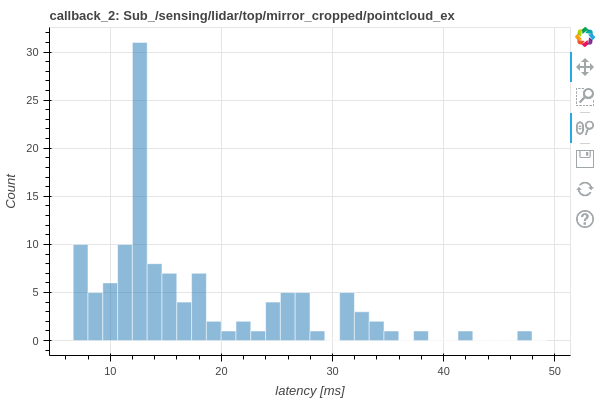 callback_2: Sub_/sensing/lidar/top/mirror_cropped/pointcloud_ex
30
25
20
15
10
5
0
Count
10 20 30 40 50
latency [ms]